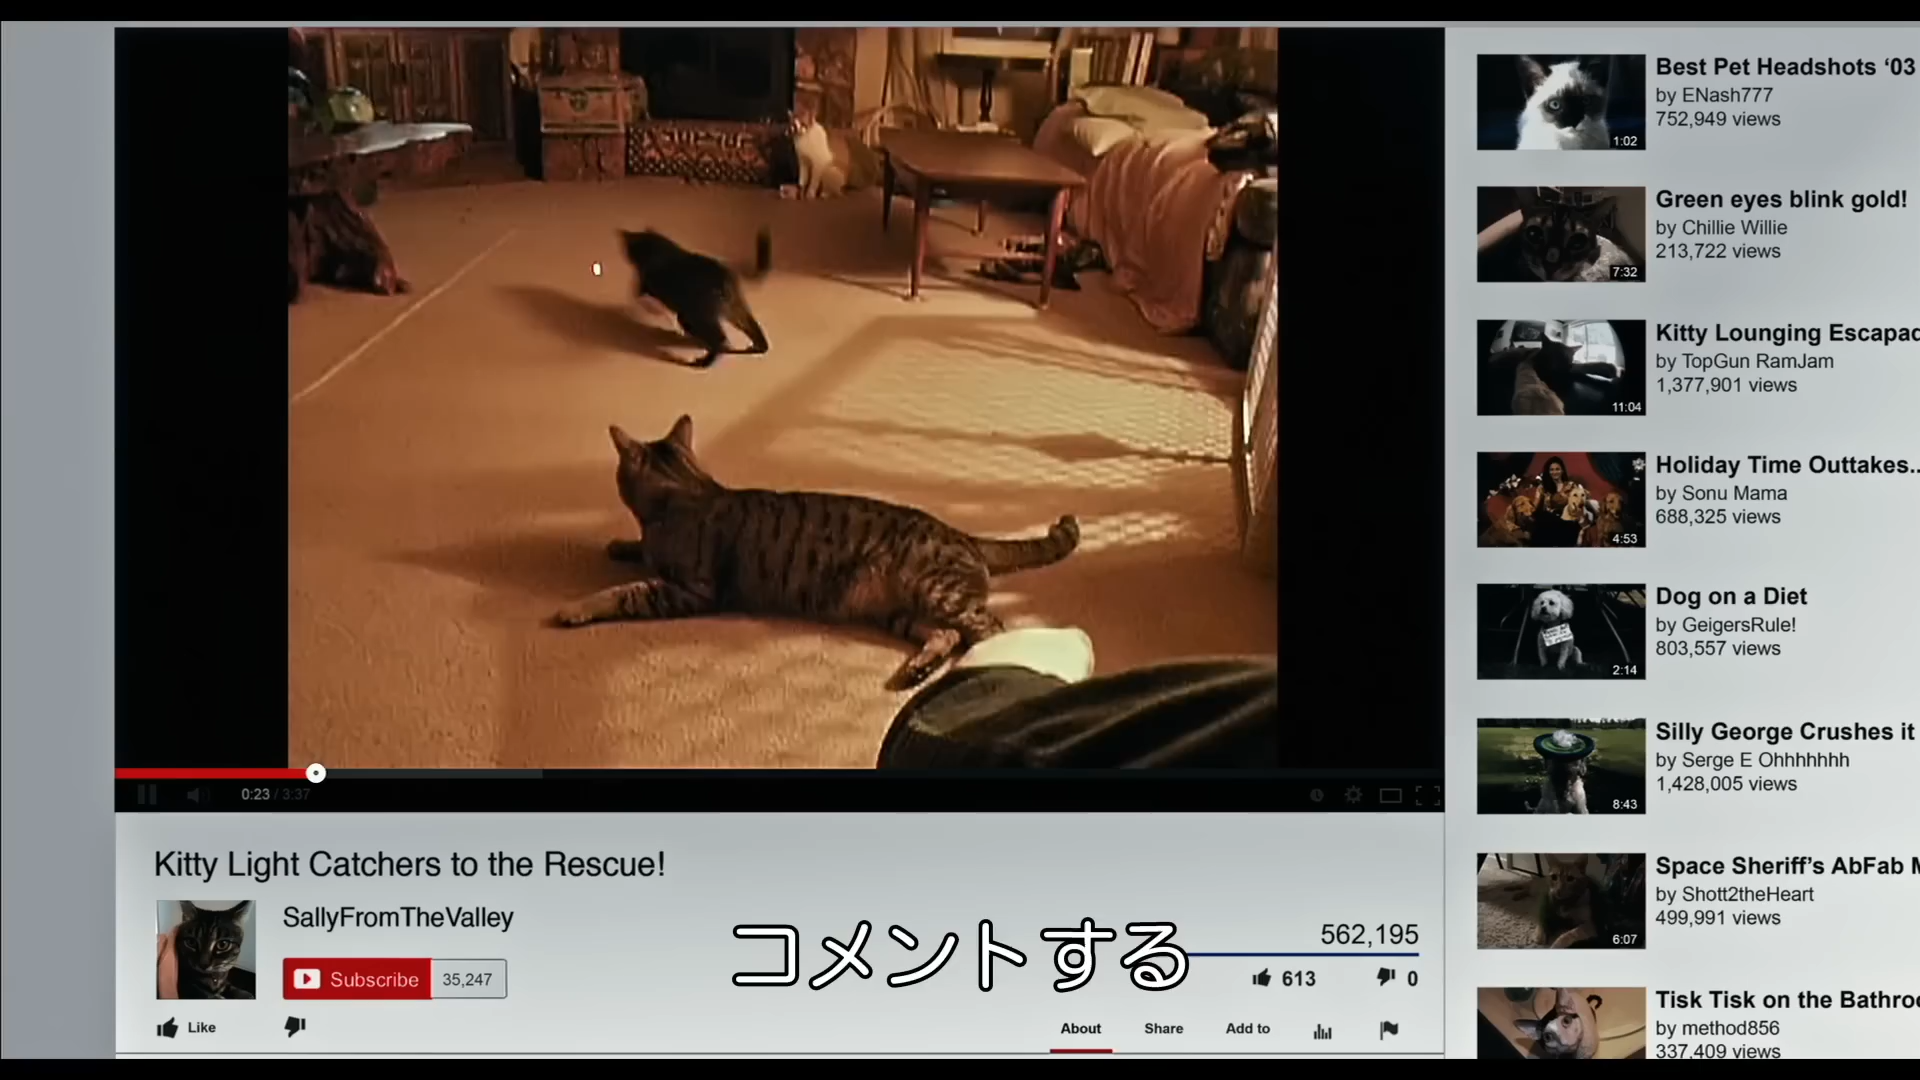 0:23 / 3:37
Kitty Light Catchers to the Rescue!
SallyFromTheValley
Subscribe 35,247
562,195
613 0
Like
About Share Add to
コメントする
Best Pet Headshots ‘03
by ENash777
752,949 views
1:02
Green eyes blink gold!
by Chillie Willie
213,722 views
7:32
Kitty Lounging Escapad
by TopGun RamJam
1,377,901 views
11:04
Holiday Time Outtakes..
by Sonu Mama
688,325 views
4:53
Dog on a Diet
by GeigersRule!
803,557 views
2:14
Silly George Crushes it
by Serge E Ohhhhhhh
1,428,005 views
8:43
Space Sheriff’s AbFab
by Shott2theHeart
499,991 views
6:07
Tisk Tisk on the Bathroo
by method856
337,409 views